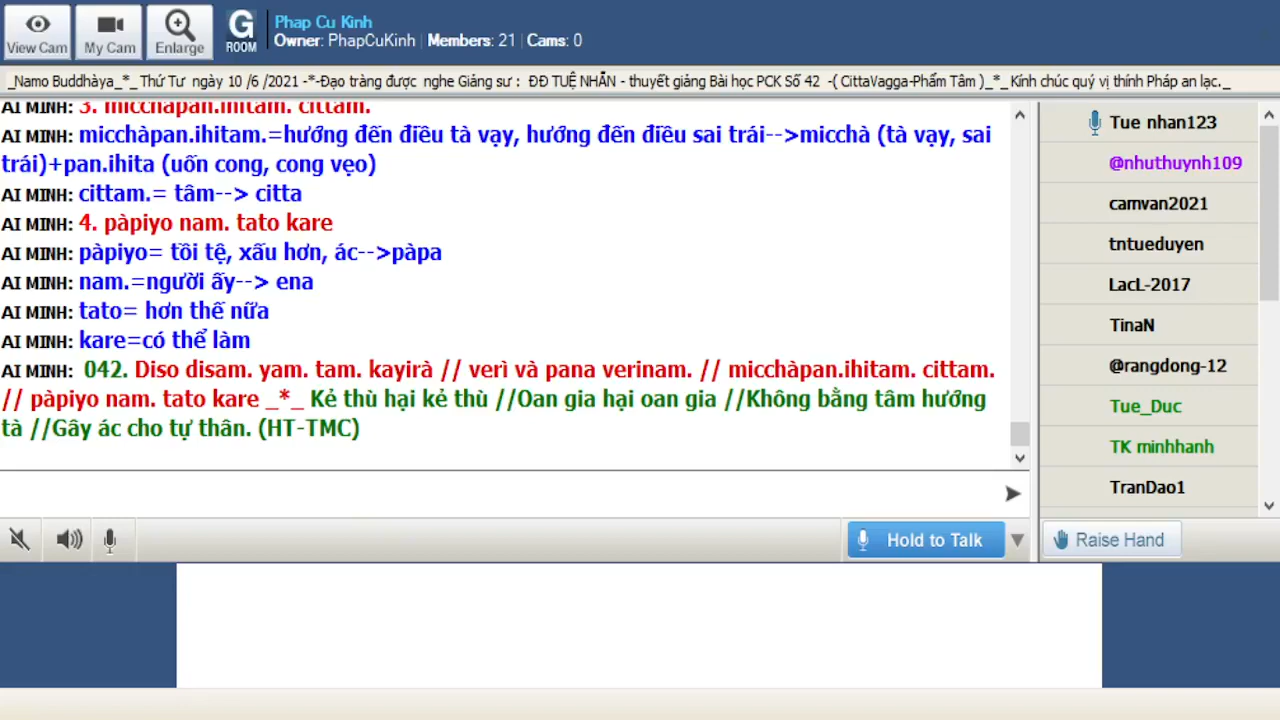 View Cam
My Cam
Enlarge
G
ROOM
Phap Cu Kinh
Owner: PhapCuKinh | Members: 21 | Cams: 0
_Namo Buddhàya_*_ Thứ Tư ngày 10 /6 /2021 -*-Đạo tràng được nghe Giảng sư : ĐĐ TUỆ NHẪN - thuyết giảng Bài học PCK Số 42 -( CittaVagga-Phẩm Tâm )_*_Kính chúc quý vị thính Pháp an lạc._
AI MINH: 3. micchàpan.ihitam. cittam.
AI MINH: micchàpan.ihitam.=hướng đến điều tà vạy, hướng đến điều sai trái-->micchà (tà vạy, sai
trái)+pan.ihita (uốn cong, cong vẹo)
AI MINH: cittam.= tâm--> citta
AI MINH: 4. pàpiyo nam. tato kare
AI MINH: pàpiyo= tồi tệ, xấu hơn, ác-->pàpa
AI MINH: nam.=người ấy--> ena
AI MINH: tato= hơn thế nữa
AI MINH: kare=có thể làm
AI MINH: 042. Diso disam. yam. tam. kayirà // verì và pana verinam. // micchàpan.ihitam. cittam.
// pàpiyo nam. tato kare _*_ Kẻ thù hại kẻ thù //Oan gia hại oan gia //Không bằng tâm hướng
tà //Gây ác cho tự thân. (HT-TMC)
Tue nhan123
@nhuthuynh109
camvan2021
tntueduyen
LacL-2017
TinaN
@rangdong-12
Tue_Duc
TK minhhanh
TranDao1
Hold to Talk
Raise Hand